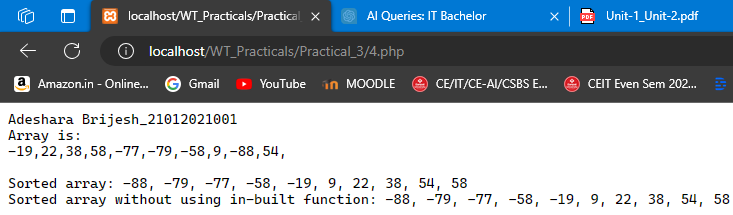 localhost/WT_Practicals/Practical
AI Queries: IT Bachelor
Unit-1_Unit-2.pdf
localhost/WT_Practicals/Practical_3/4.php
Amazon.in - Online...
Gmail
YouTube
MOODLE
CE/IT/CE-AI/CSBS E...
CEIT Even Sem 202...
Adeshara Brijesh_21012021001
Array is:
-19,22,38,58,-77,-79,-58,9,-88,54,
Sorted array: -88, -79, -77, -58, -19, 9, 22, 38, 54, 58
Sorted array without using in-built function: -88, -79, -77, -58, -19, 9, 22, 38, 54, 58